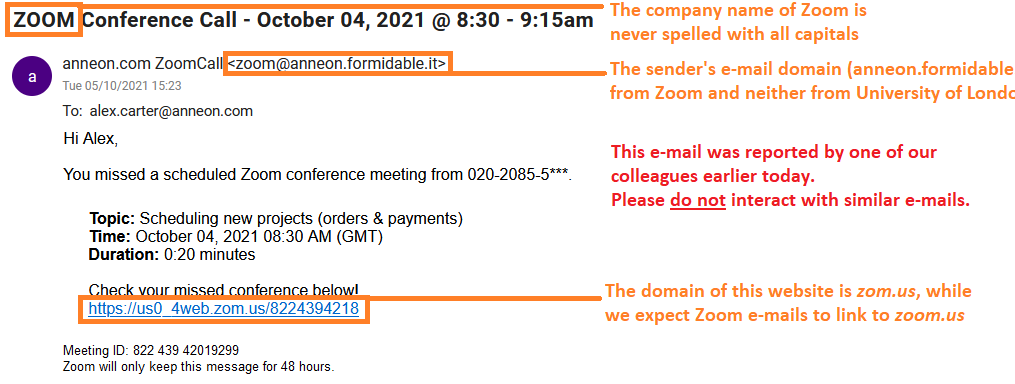 ZOOM Conference Call - October 04, 2021 @ 8:30 - 9:15am
The company name of Zoom is
never spelled with all capitals
a
anneon.com ZoomCall <zoom@anneon.formidable.it>
Tue 05/10/2021 15:23
The sender's e-mail domain (anneon.formidable
from Zoom and neither from University of Londo
To: alex.carter@anneon.com
Hi Alex,
You missed a scheduled Zoom conference meeting from 020-2085-5***.
This e-mail was reported by one of our
colleagues earlier today.
Please do not interact with similar e-mails.
Topic: Scheduling new projects (orders & payments)
Time: October 04, 2021 08:30 AM (GMT)
Duration: 0:20 minutes
Check your missed conference below!
https://us0_4web.zom.us/8224394218
The domain of this website is zom.us, while
we expect Zoom e-mails to link to zoom.us
Meeting ID: 822 439 42019299
Zoom will only keep this message for 48 hours.